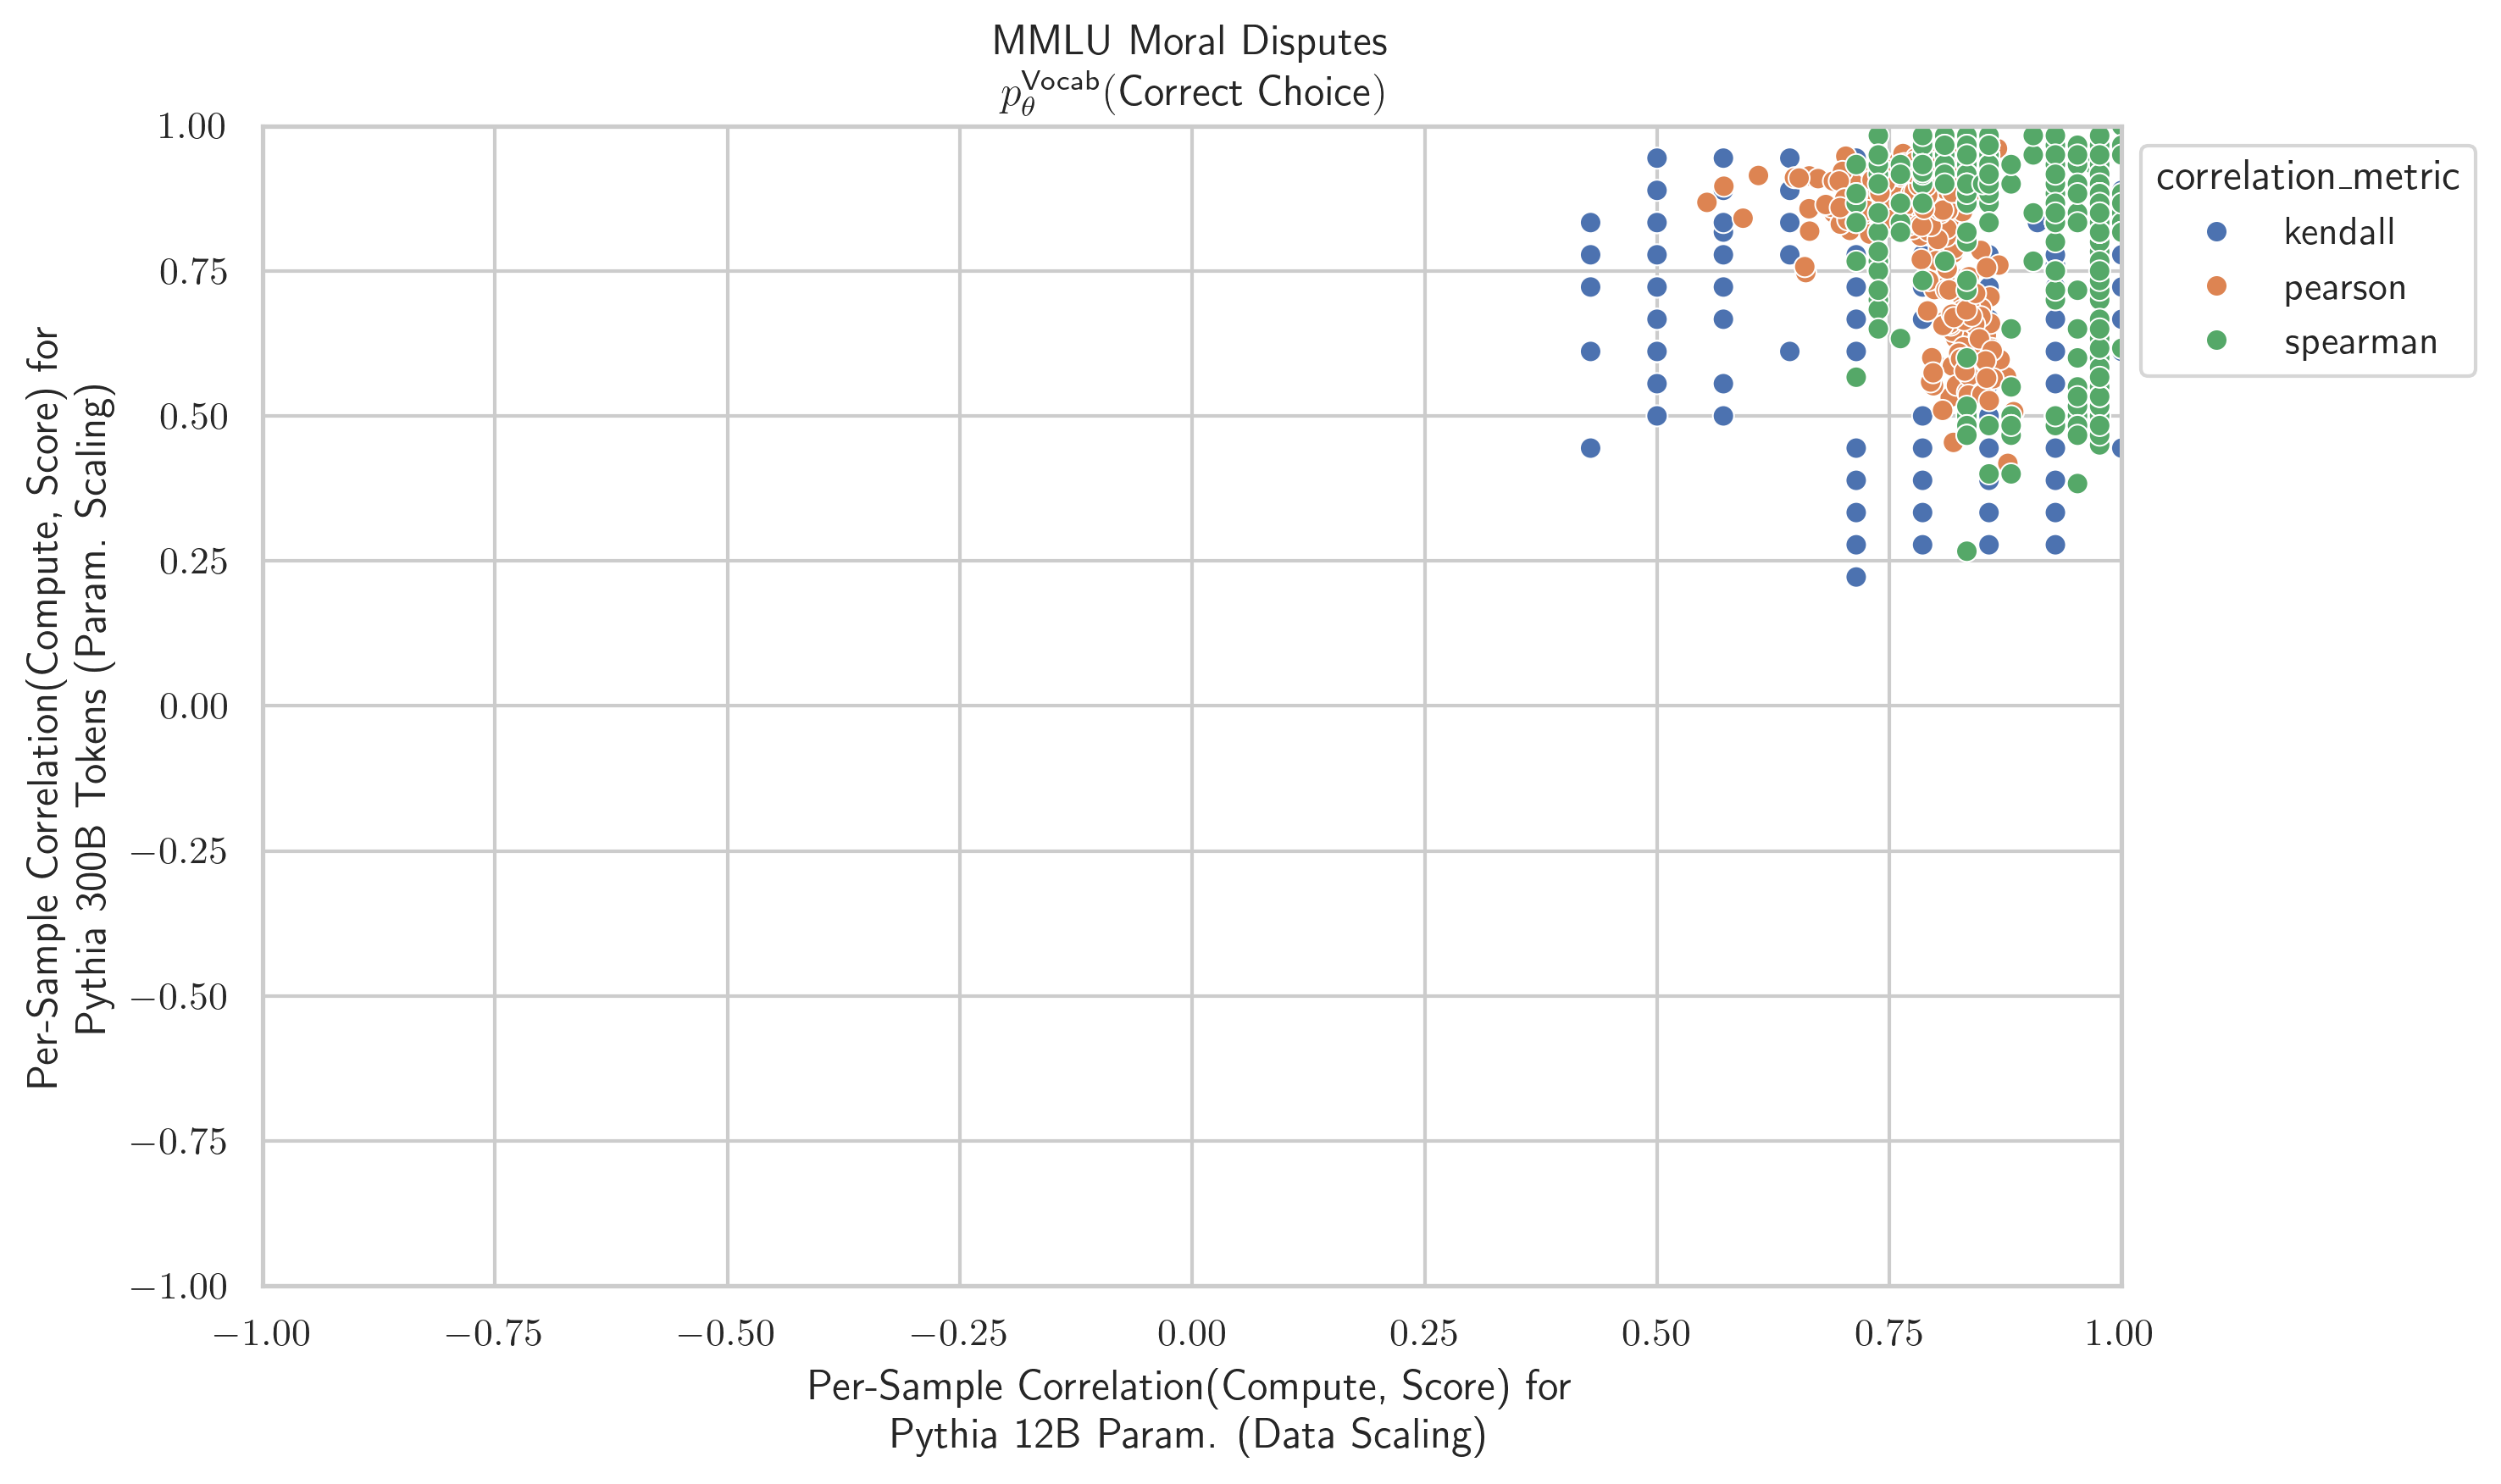 MMLU Moral Disputes
p_θ^Vocab(Correct Choice)
Per-Sample Correlation(Compute, Score) for
Pythia 300B Tokens (Param. Scaling)
1.00
0.75
0.50
0.25
0.00
−0.25
−0.50
−0.75
−1.00
correlation_metric
kendall
pearson
spearman
−1.00
−0.75
−0.50
−0.25
0.00
0.25
0.50
0.75
1.00
Per-Sample Correlation(Compute, Score) for
Pythia 12B Param. (Data Scaling)